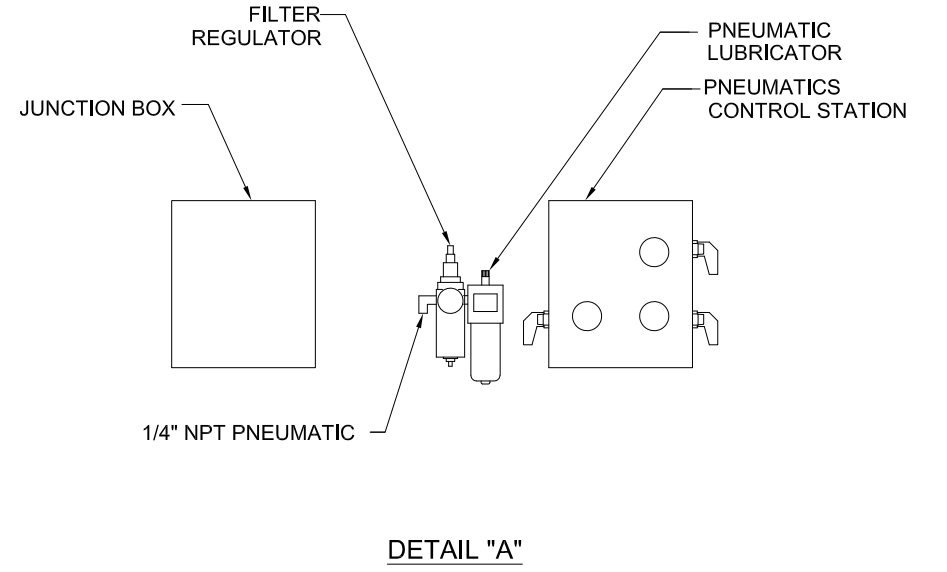 FILTER
REGULATOR
PNEUMATIC
LUBRICATOR
JUNCTION BOX
PNEUMATICS
CONTROL STATION
1/4" NPT PNEUMATIC
DETAIL "A"